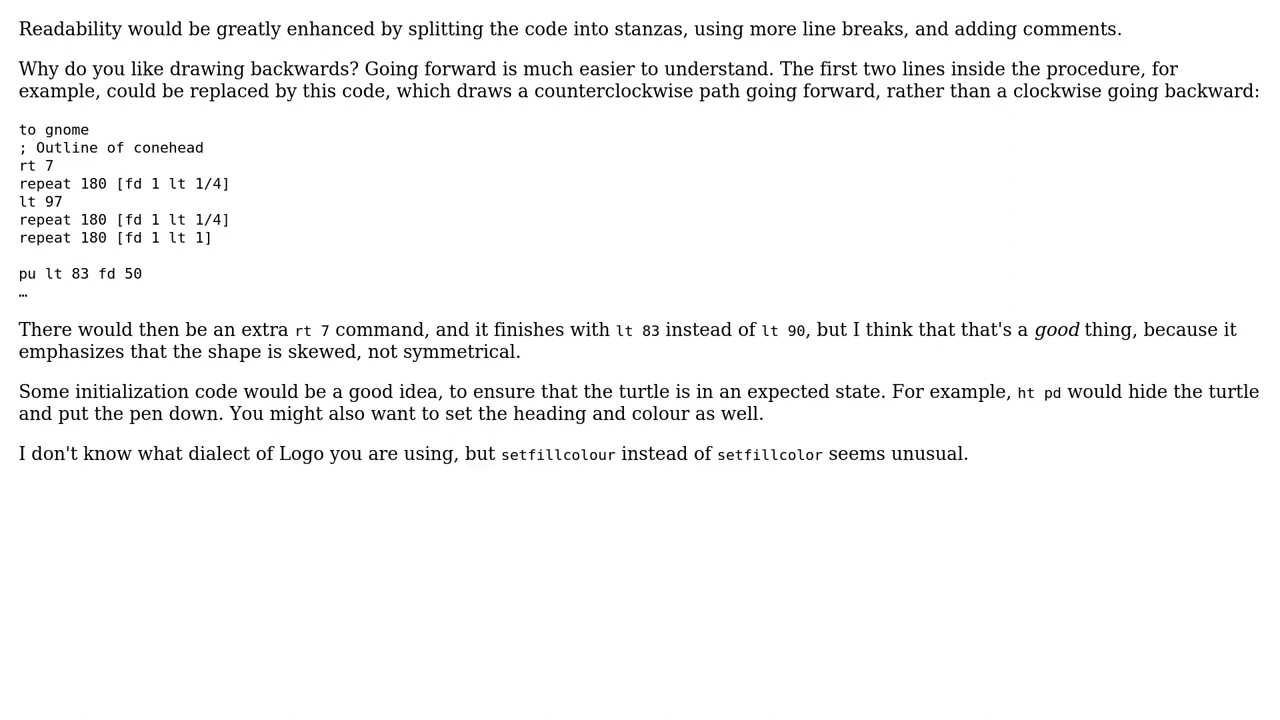 Readability would be greatly enhanced by splitting the code into stanzas, using more line breaks, and adding comments.
Why do you like drawing backwards? Going forward is much easier to understand. The first two lines inside the procedure, for
example, could be replaced by this code, which draws a counterclockwise path going forward, rather than a clockwise going backward:
to gnome
; Outline of conehead
rt 7
repeat 180 [fd 1 lt 1/4]
lt 97
repeat 180 [fd 1 lt 1/4]
repeat 180 [fd 1 lt 1]
pu lt 83 fd 50
…
There would then be an extra rt 7 command, and it finishes with lt 83 instead of lt 90, but I think that that's a good thing, because it
emphasizes that the shape is skewed, not symmetrical.
Some initialization code would be a good idea, to ensure that the turtle is in an expected state. For example, ht pd would hide the turtle
and put the pen down. You might also want to set the heading and colour as well.
I don't know what dialect of Logo you are using, but setfillcolour instead of setfillcolor seems unusual.